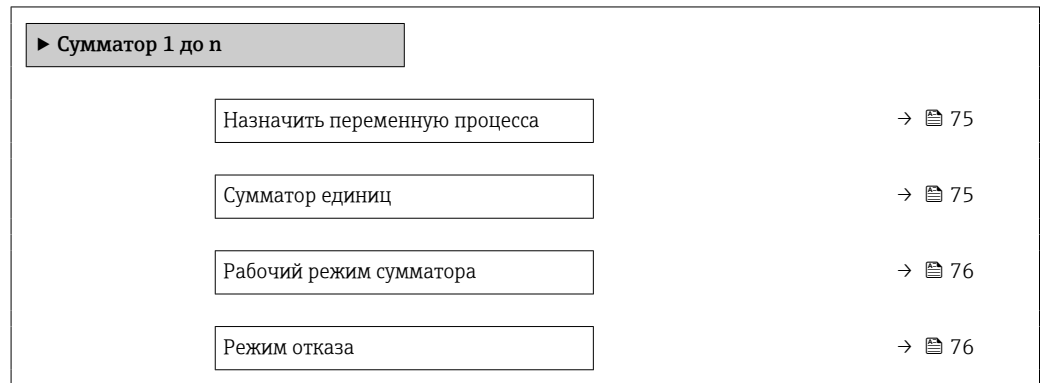 ▶ Сумматор 1 до n
Назначить переменную процесса → 75
Сумматор единиц → 75
Рабочий режим сумматора → 76
Режим отказа → 76